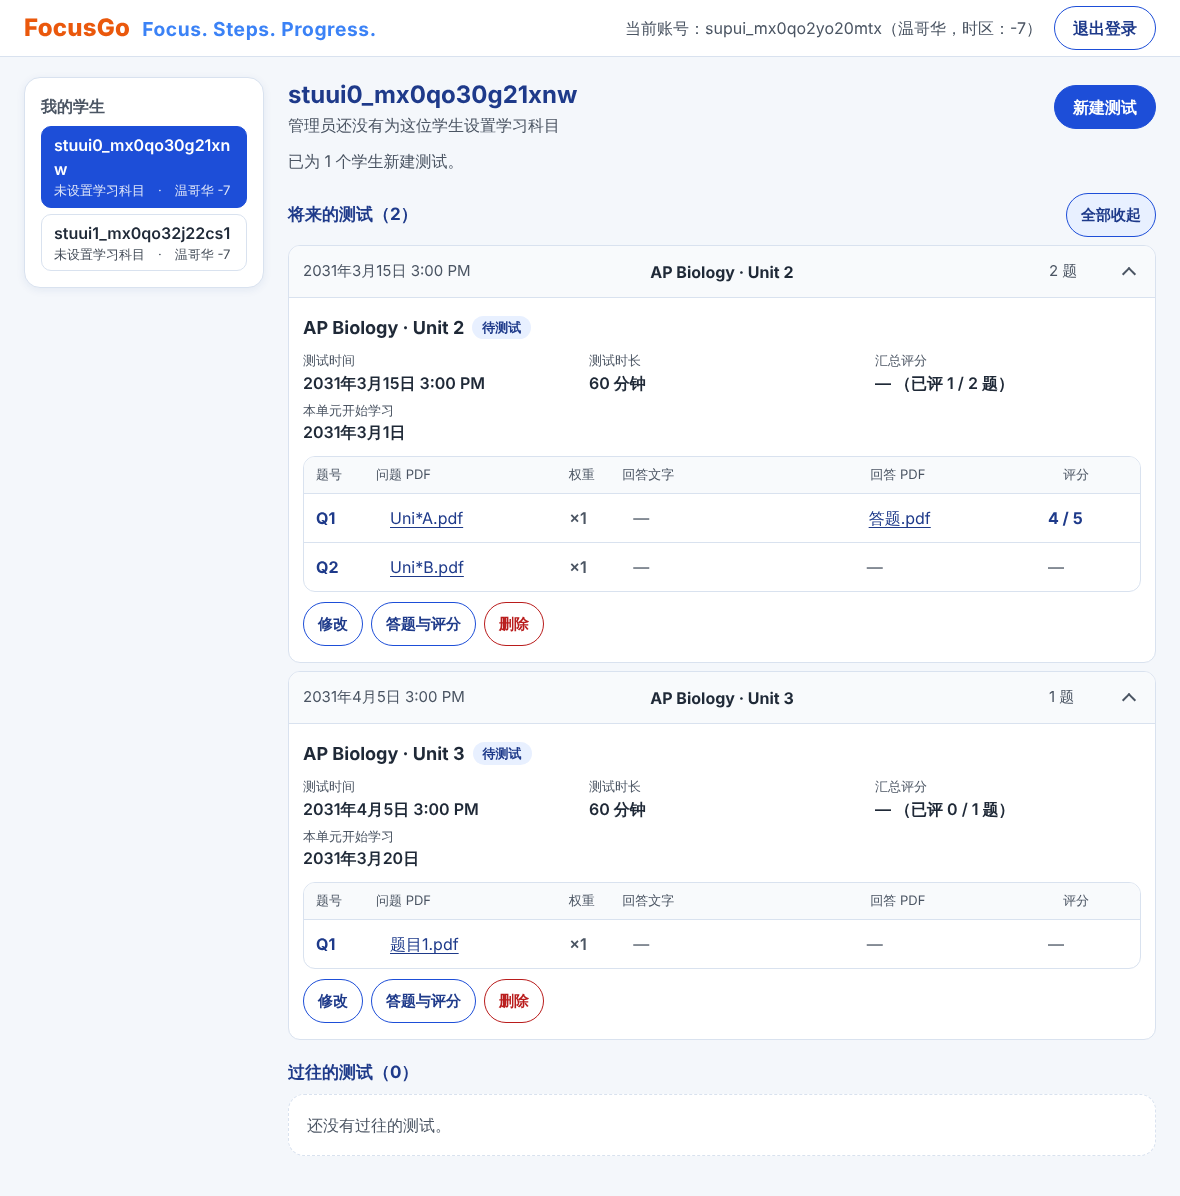 FocusGo Focus. Steps. Progress.
当前账号：supui_mx0qo2yo20mtx（温哥华，时区：-7） 退出登录
我的学生
stuui0_mx0qo30g21xn
w
未设置学习科目 · 温哥华 -7
stuui1_mx0qo32j22cs1
未设置学习科目 · 温哥华 -7
stuui0_mx0qo30g21xnw
管理员还没有为这位学生设置学习科目
新建测试
已为 1 个学生新建测试。
将来的测试（2） 全部收起
2031年3月15日 3:00 PM AP Biology · Unit 2 2 题
AP Biology · Unit 2 待测试
测试时间 测试时长 汇总评分
2031年3月15日 3:00 PM 60 分钟 — （已评 1 / 2 题）
本单元开始学习
2031年3月1日
题号 问题 PDF 权重 回答文字 回答 PDF 评分
Q1 Uni*A.pdf ×1 — 答题.pdf 4 / 5
Q2 Uni*B.pdf ×1 — — —
修改 答题与评分 删除
2031年4月5日 3:00 PM AP Biology · Unit 3 1 题
AP Biology · Unit 3 待测试
测试时间 测试时长 汇总评分
2031年4月5日 3:00 PM 60 分钟 — （已评 0 / 1 题）
本单元开始学习
2031年3月20日
题号 问题 PDF 权重 回答文字 回答 PDF 评分
Q1 题目1.pdf ×1 — — —
修改 答题与评分 删除
过往的测试（0）
还没有过往的测试。